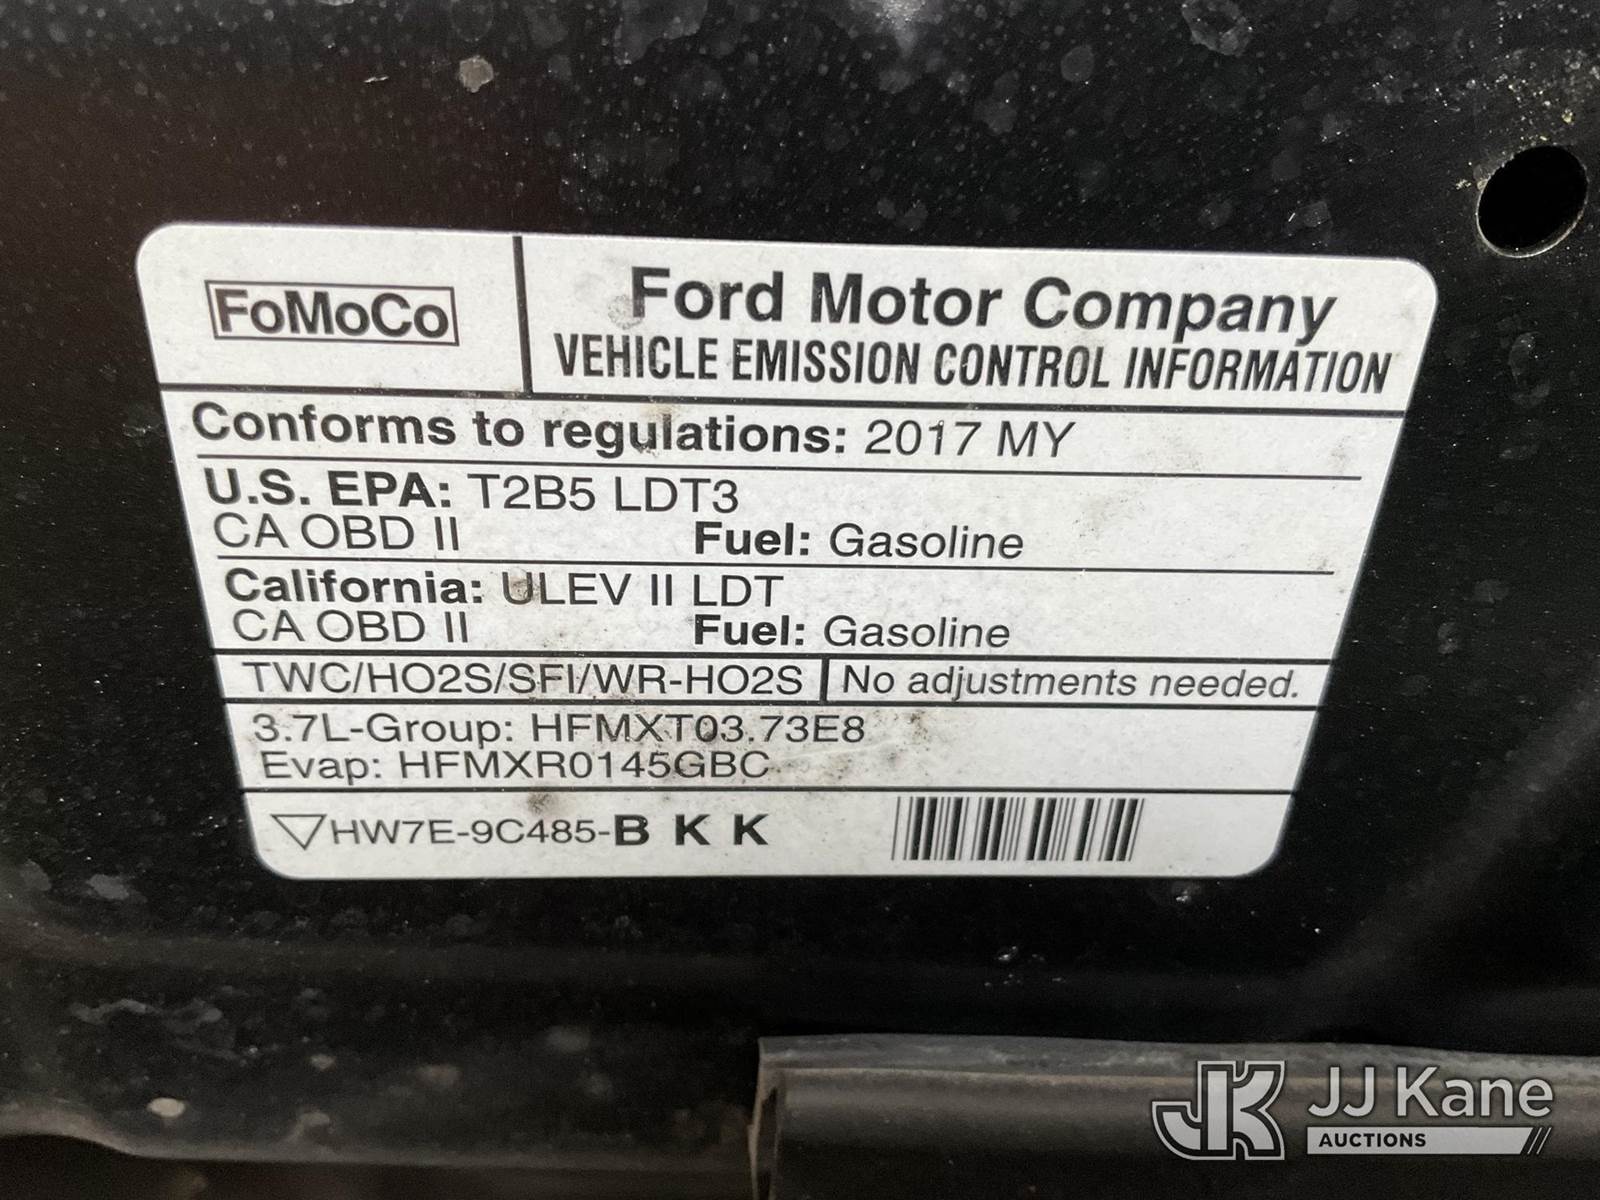 FoMoCo
Ford Motor Company
VEHICLE EMISSION CONTROL INFORMATION
Conforms to regulations: 2017 MY
U.S. EPA: T2B5 LDT3
CA OBD II Fuel: Gasoline
California: ULEV II LDT
CA OBD II Fuel: Gasoline
TWC/HO2S/SFI/WR-HO2S No adjustments needed.
3.7L-Group: HFMXT03.73E8
Evap: HFMXR0145GBC
HW7E-9C485-B K K
JK JJ Kane
AUCTIONS